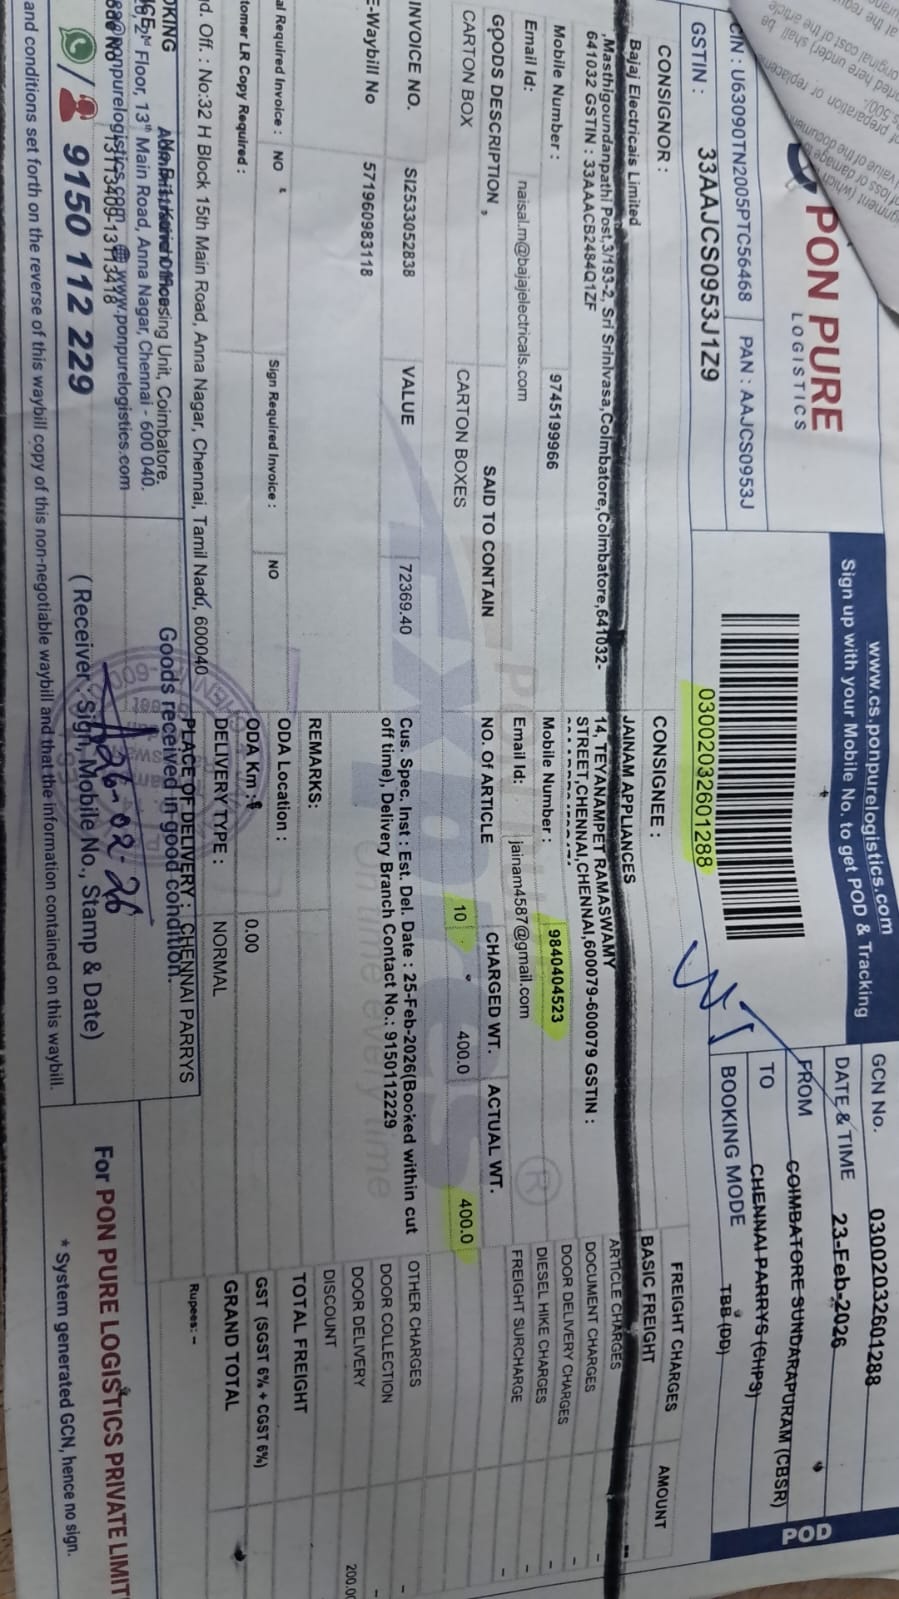 PON PURE
LOGISTICS
CIN : U63090TN2005PTC56468
PAN : AAJCS0953J
GSTIN :
33AAJCS0953J1Z9
www.cs.ponpurelogistics.com
Sign up with your Mobile No. to get POD & Tracking
03002032601288
GCN No.
03002032601288
DATE & TIME
23-Feb-2026
FROM
COIMBATORE SUNDARAPURAM (CBSR)
TO
CHENNAI PARRYS (CHPS)
BOOKING MODE
TBB (DD)
POD
CONSIGNOR :
Bajaj Electricals Limited
,Masthigoundanpathi Post,3/193-2, Sri Srinivasa,Coimbatore,Coimbatore,641032-
641032 GSTIN : 33AAACB2484Q1ZF
Mobile Number :
9745199966
Email Id:
naisal.m@bajajelectricals.com
CONSIGNEE :
JAINAM APPLIANCES
14, TEYANAMPET RAMASWAMY
STREET,CHENNAI,CHENNAI,600079-600079 GSTIN :
Mobile Number :
9840404523
Email Id:
jainam4587@gmail.com
GOODS DESCRIPTION
SAID TO CONTAIN
NO. OF ARTICLE
CHARGED WT.
ACTUAL WT.
CARTON BOX
CARTON BOXES
10
400.0
400.0
INVOICE NO.
SI2533052838
VALUE
72369.40
E-Waybill No
571960983118
Cus. Spec. Inst : Est. Del. Date : 25-Feb-2026(Booked within cut
off time), Delivery Branch Contact No.: 9150112229
REMARKS:
al Required Invoice :
NO
Sign Required Invoice :
NO
ODA Location :
tomer LR Copy Required :
ODA Km :
0.00
DELIVERY TYPE :
NORMAL
d. Off. : No:32 H Block 15th Main Road, Anna Nagar, Chennai, Tamil Nadu, 600040
PLACE OF DELIVERY : CHENNAI PARRYS
FREIGHT CHARGES
AMOUNT
BASIC FREIGHT
ARTICLE CHARGES
DOCUMENT CHARGES
DOOR DELIVERY CHARGES
DIESEL HIKE CHARGES
FREIGHT SURCHARGE
OTHER CHARGES
DOOR COLLECTION
DOOR DELIVERY
200.00
DISCOUNT
TOTAL FREIGHT
GST (SGST 6% + CGST 6%)
GRAND TOTAL
Rupees: -
Floor, 13th Main Road, Anna Nagar, Chennai - 600 040.
www.ponpurelogistics.com
9150 112 229
Goods received in good condition.
26-02-26
(Receiver : Sign, Mobile No., Stamp & Date)
For PON PURE LOGISTICS PRIVATE LIMIT
* System generated GCN, hence no sign.
and conditions set forth on the reverse of this waybill copy of this non-negotiable waybill and that the information contained on this waybill.